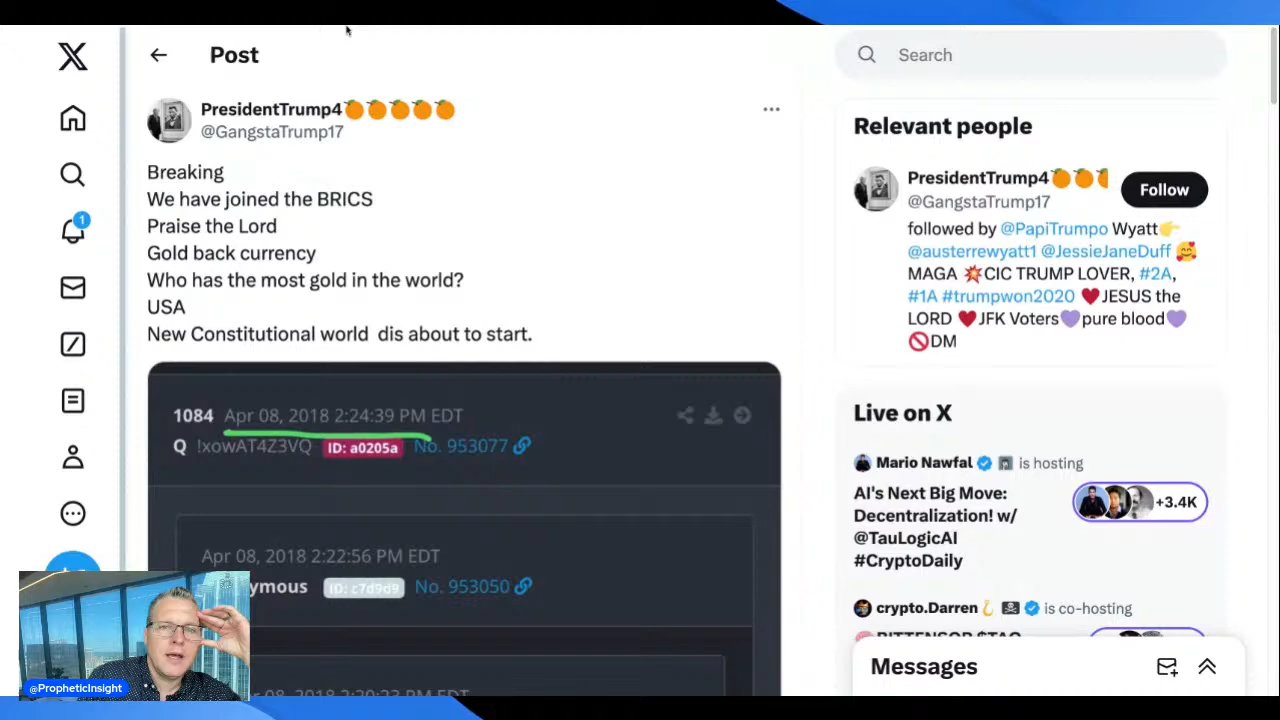 Post
PresidentTrump4🍊🍊🍊🍊🍊
@GangstaTrump17
Breaking
We have joined the BRICS
Praise the Lord
Gold back currency
Who has the most gold in the world?
USA
New Constitutional world  dis about to start.
1084 Apr 08, 2018 2:24:39 PM EDT
Q !xowAT4Z3VQ ID: a0205a No. 953077
Apr 08, 2018 2:22:56 PM EDT
ymous ID: c7d9d9 No. 953050
1
@PropheticInsight
Search
Relevant people
PresidentTrump4🍊🍊🍊
@GangstaTrump17
Follow
followed by @PapiTrumpo Wyatt👉
@austerrewyatt1 @JessieJaneDuff 🥰
MAGA 💥CIC TRUMP LOVER, #2A,
#1A #trumpwon2020 ♥️JESUS the
LORD ♥️JFK Voters💜pure blood💜
🚫DM
Live on X
Mario Nawfal is hosting
AI's Next Big Move:
Decentralization! w/
@TauLogicAI
#CryptoDaily
+3.4K
crypto.Darren is co-hosting
BITTENSOR $TAO
Messages